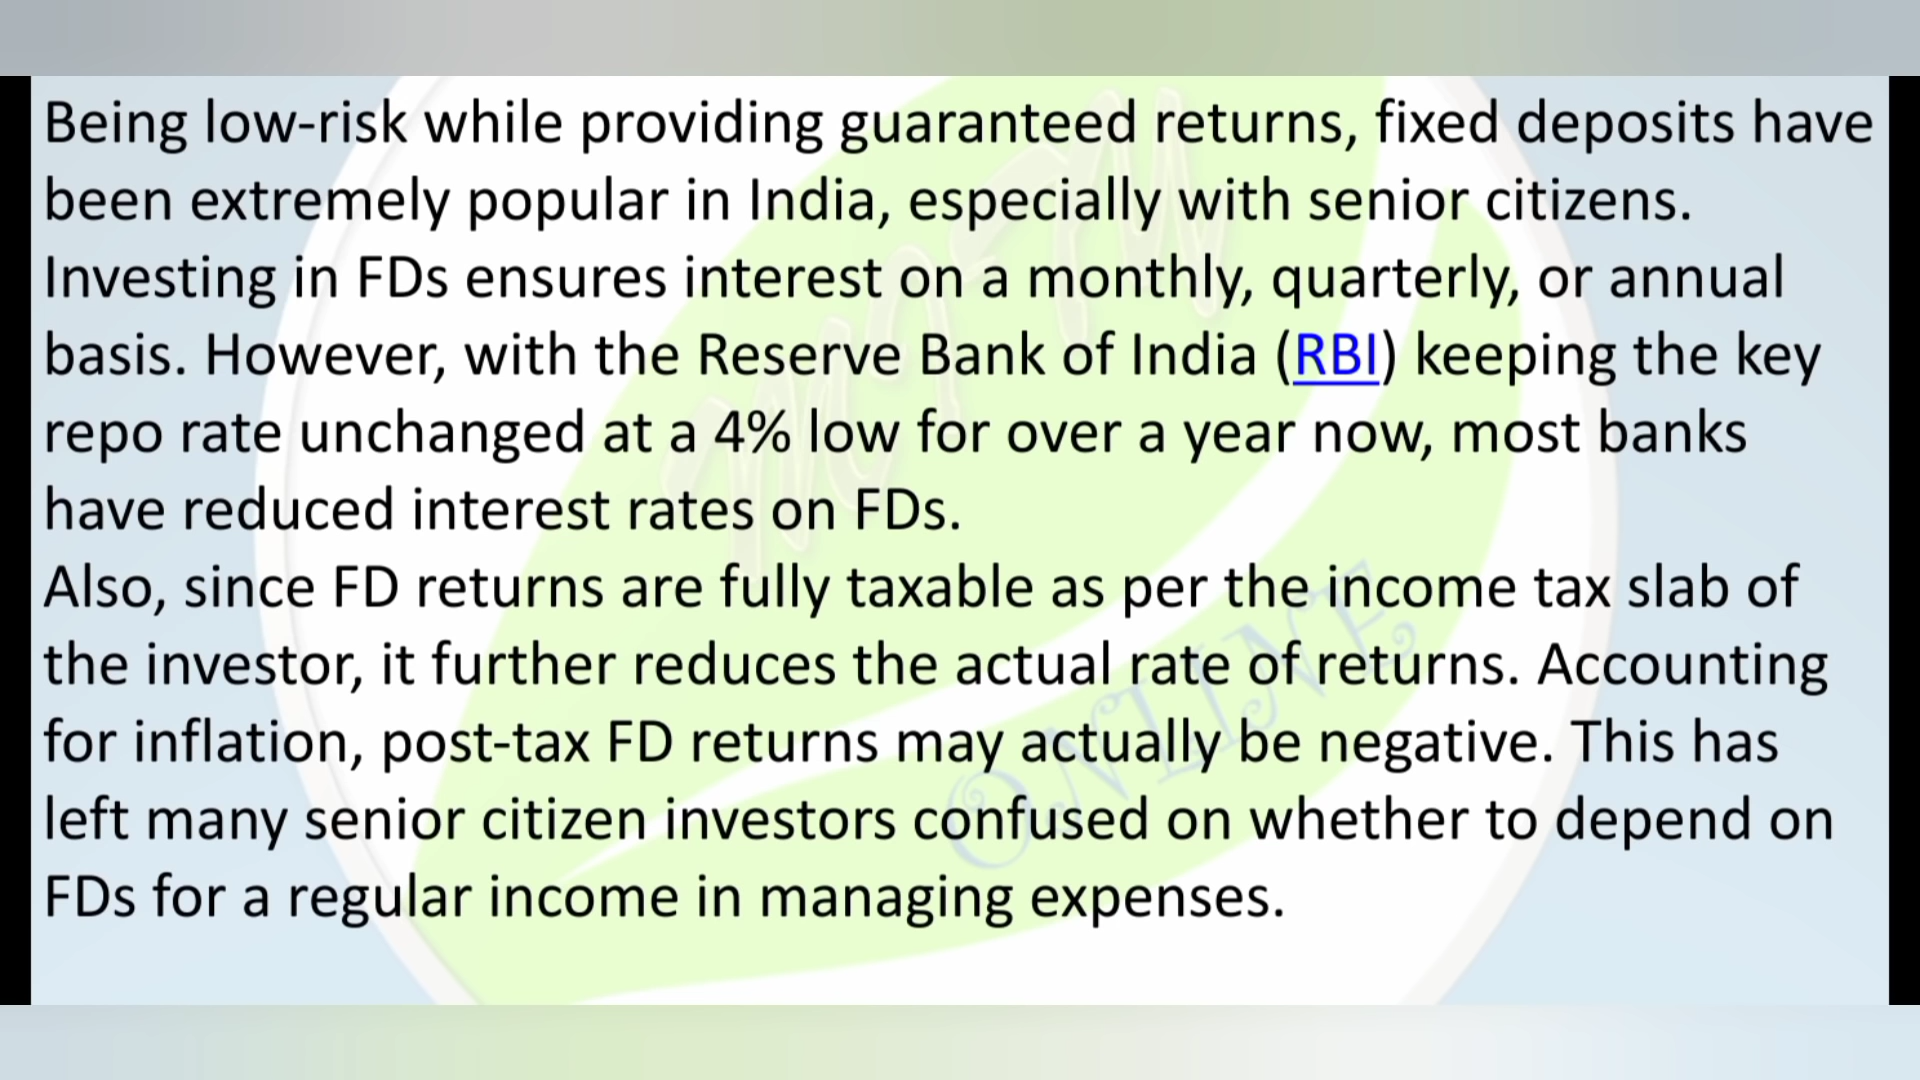 Being low-risk while providing guaranteed returns, fixed deposits have
been extremely popular in India, especially with senior citizens.
Investing in FDs ensures interest on a monthly, quarterly, or annual
basis. However, with the Reserve Bank of India (RBI) keeping the key
repo rate unchanged at a 4% low for over a year now, most banks
have reduced interest rates on FDs.
Also, since FD returns are fully taxable as per the income tax slab of
the investor, it further reduces the actual rate of returns. Accounting
for inflation, post-tax FD returns may actually be negative. This has
left many senior citizen investors confused on whether to depend on
FDs for a regular income in managing expenses.
ONLINE